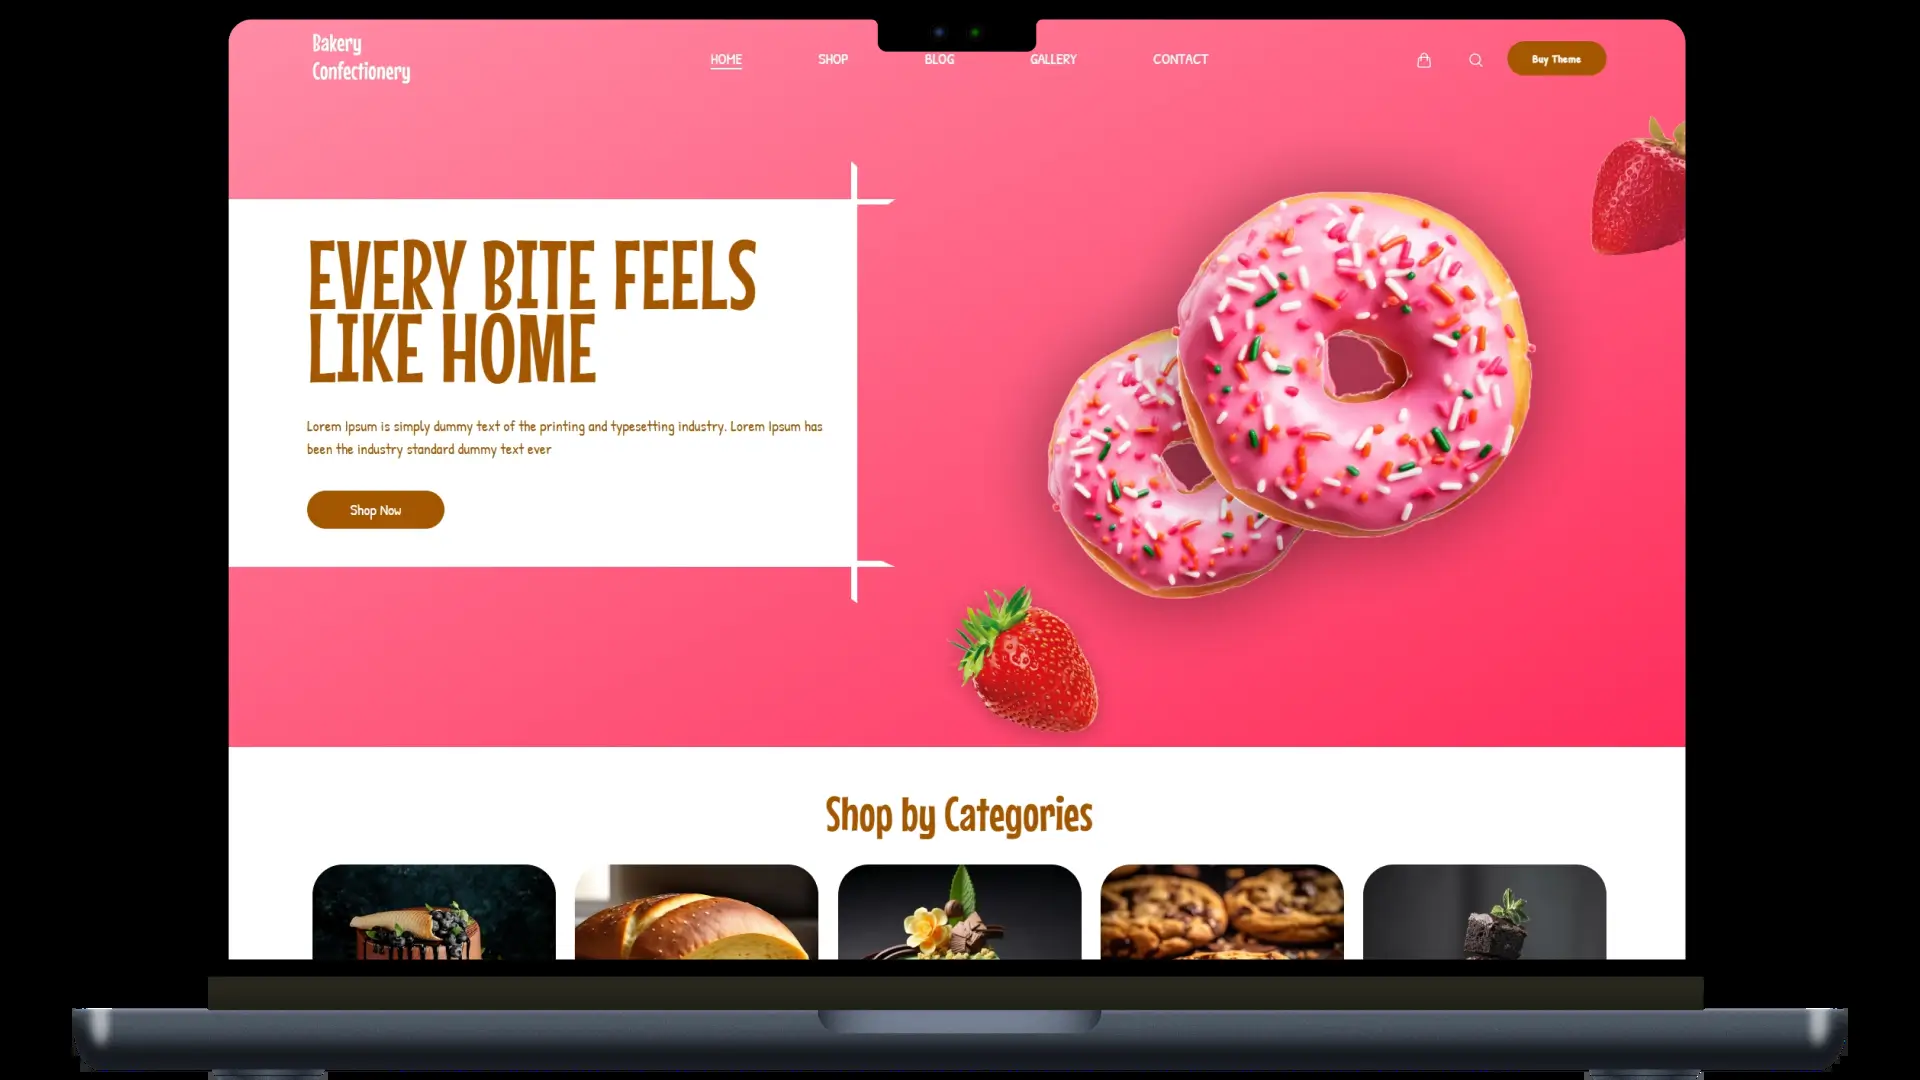 Bakery
Confectionery
HOME SHOP BLOG GALLERY CONTACT
Buy Theme
EVERY BITE FEELS
LIKE HOME
Lorem Ipsum is simply dummy text of the printing and typesetting industry. Lorem Ipsum has
been the industry standard dummy text ever
Shop Now
Shop by Categories